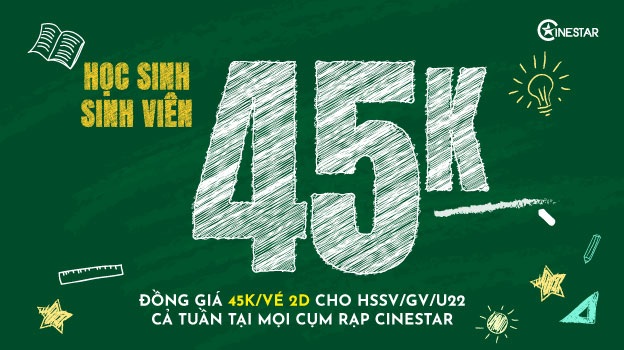 CINESTAR
HỌC SINH
SINH VIÊN
45K
ĐỒNG GIÁ 45K/VÉ 2D CHO HSSV/GV/U22
CẢ TUẦN TẠI MỌI CỤM RẠP CINESTAR